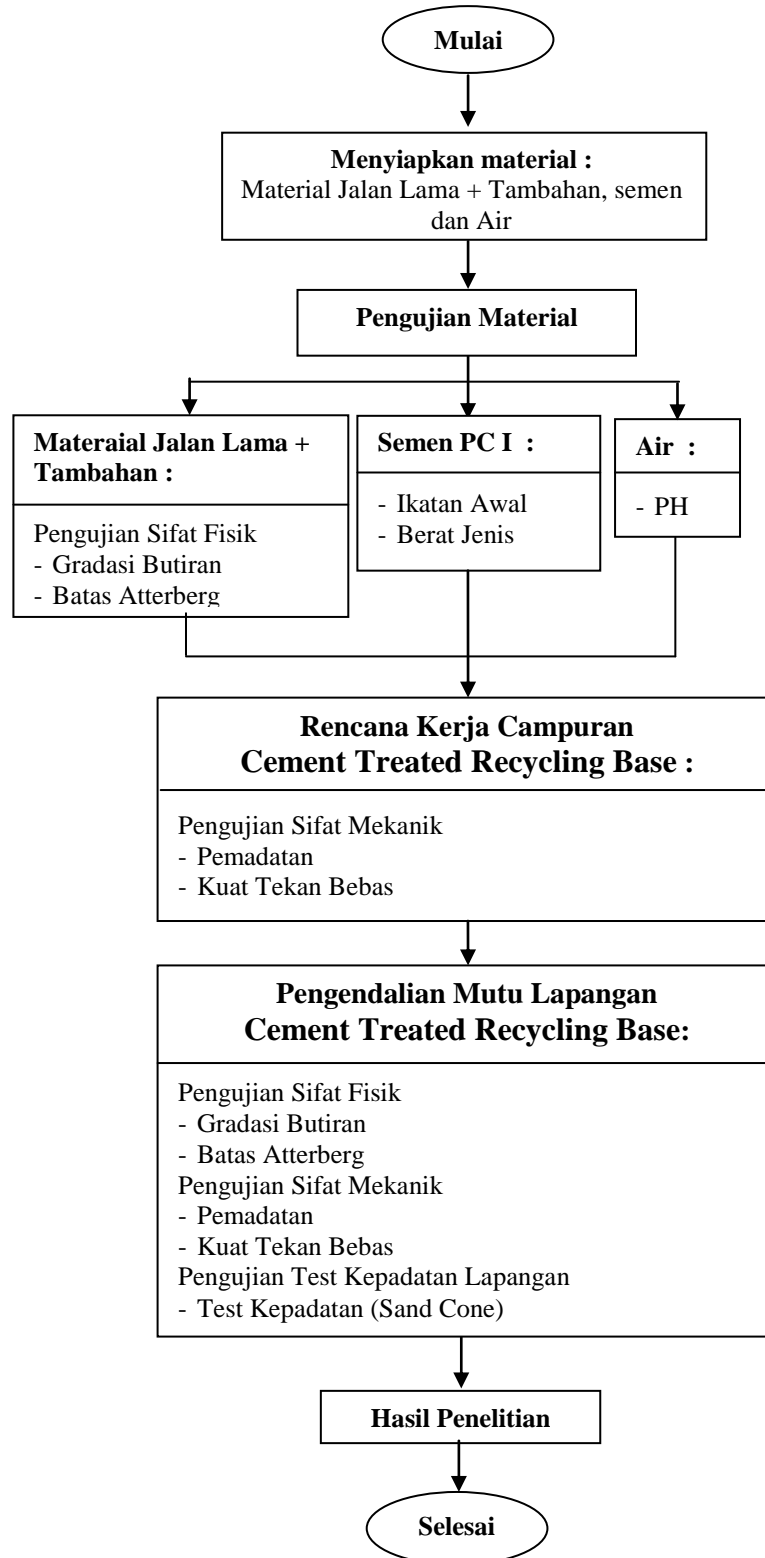 Mulai
Menyiapkan material :
Material Jalan Lama + Tambahan, semen
dan Air
Pengujian Material
Materaial Jalan Lama +
Tambahan :
Pengujian Sifat Fisik
- Gradasi Butiran
- Batas Atterberg
Semen PC I :
- Ikatan Awal
- Berat Jenis
Air :
- PH
Rencana Kerja Campuran
Cement Treated Recycling Base :
Pengujian Sifat Mekanik
- Pemadatan
- Kuat Tekan Bebas
Pengendalian Mutu Lapangan
Cement Treated Recycling Base:
Pengujian Sifat Fisik
- Gradasi Butiran
- Batas Atterberg
Pengujian Sifat Mekanik
- Pemadatan
- Kuat Tekan Bebas
Pengujian Test Kepadatan Lapangan
- Test Kepadatan (Sand Cone)
Hasil Penelitian
Selesai